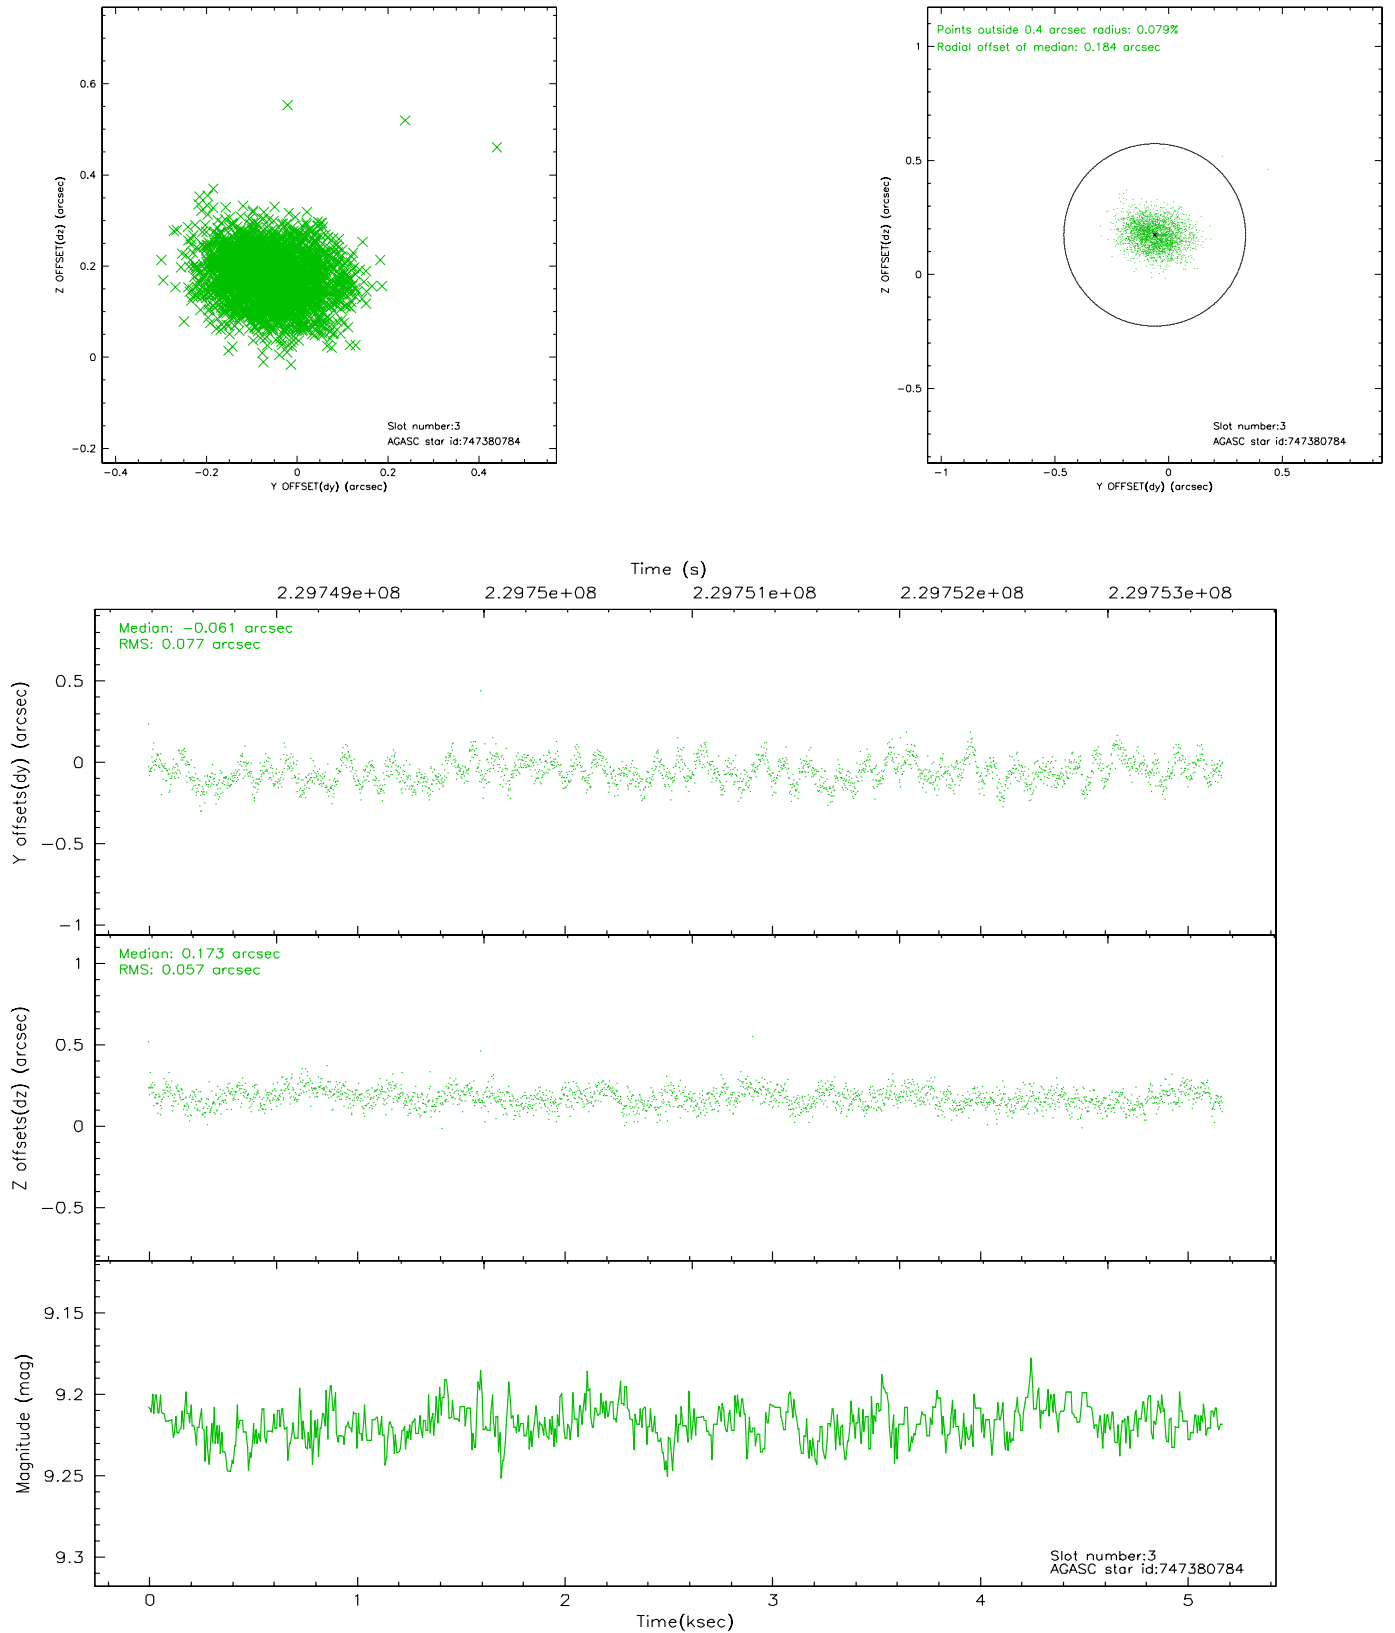 0.6
0.4
0.2
0
−0.2
Z OFFSET(dz) (arcsec)
−0.4 −0.2 0 0.2 0.4
Y OFFSET(dy) (arcsec)
Slot number:3
AGASC star id:747380784
Points outside 0.4 arcsec radius: 0.079%
Radial offset of median: 0.184 arcsec
1
0.5
0
−0.5
Z OFFSET(dz) (arcsec)
−1 −0.5 0 0.5
Y OFFSET(dy) (arcsec)
Slot number:3
AGASC star id:747380784
Time (s)
2.29749e+08 2.2975e+08 2.29751e+08 2.29752e+08 2.29753e+08
Median: −0.061 arcsec
RMS: 0.077 arcsec
0.5
0
−0.5
−1
Y offsets(dy) (arcsec)
Median: 0.173 arcsec
RMS: 0.057 arcsec
1
0.5
0
−0.5
Z offsets(dz) (arcsec)
9.15
9.2
9.25
9.3
Magnitude (mag)
Slot number:3
AGASC star id:747380784
0 1 2 3 4 5
Time(ksec)